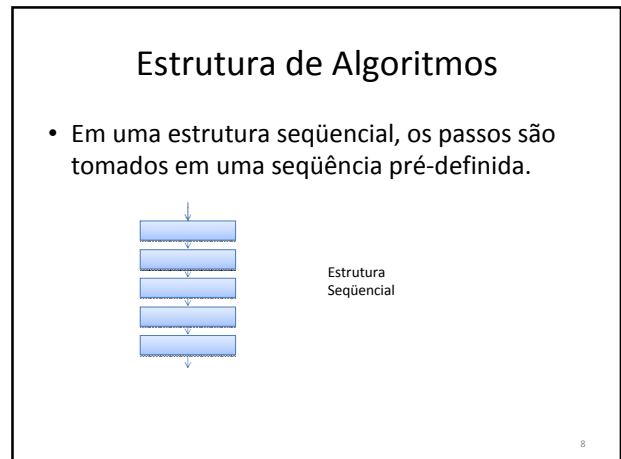 Estrutura de Algoritmos
• Em uma estrutura seqüencial, os passos são
tomados em uma seqüência pré-definida.
Estrutura
Seqüencial
8